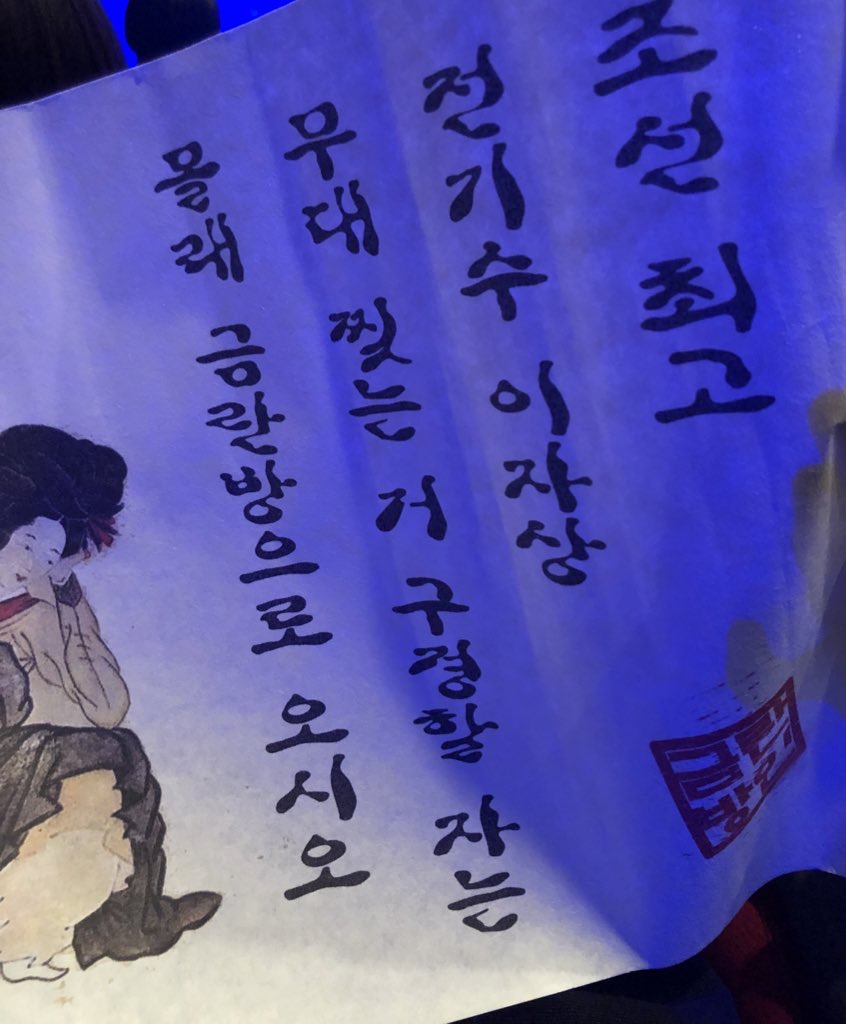 조선 최고
전기수 이자상
무대 찢는 거 구경할 자는
몰래 금란방으로 오시오